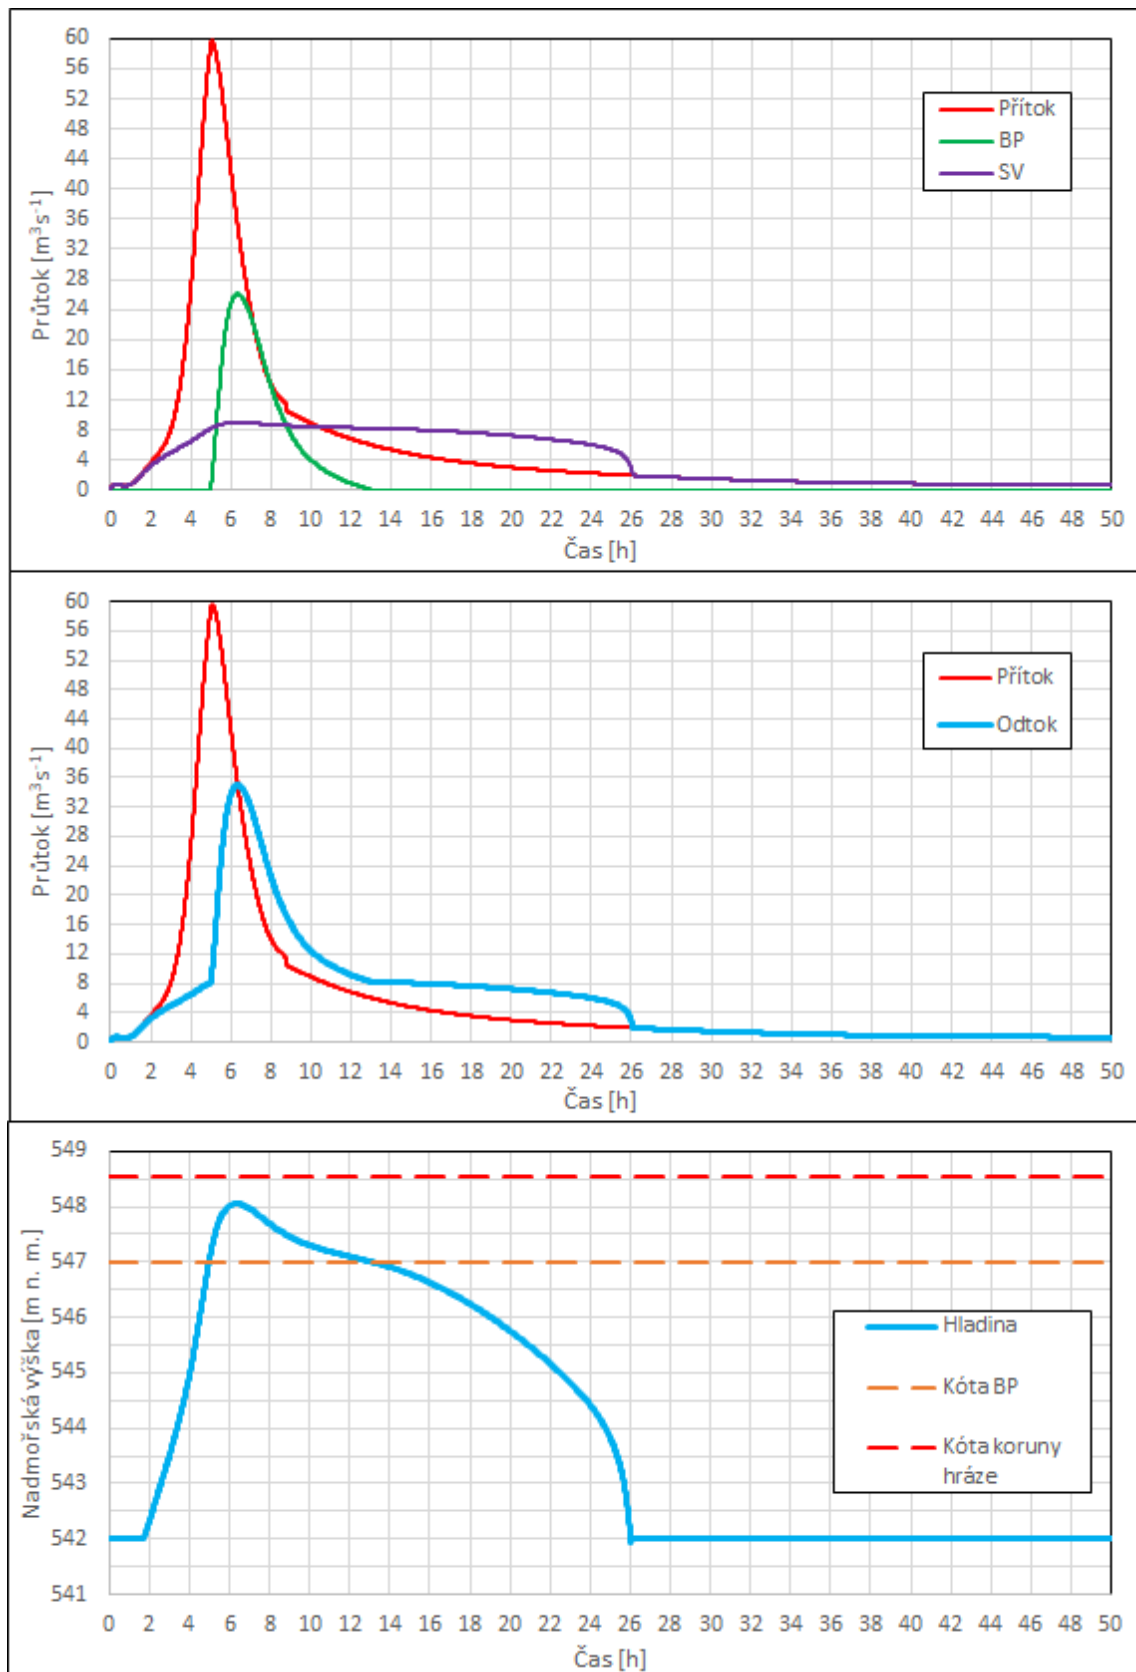 60
56
52
48
44
40
36
32
28
24
20
16
12
8
4
0
Průtok [m³s⁻¹]
Přítok
BP
SV
0 2 4 6 8 10 12 14 16 18 20 22 24 26 28 30 32 34 36 38 40 42 44 46 48 50
Čas [h]
60
56
52
48
44
40
36
32
28
24
20
16
12
8
4
0
Průtok [m³s⁻¹]
Přítok
Odtok
0 2 4 6 8 10 12 14 16 18 20 22 24 26 28 30 32 34 36 38 40 42 44 46 48 50
Čas [h]
549
548
547
546
545
544
543
542
541
Nadmořská výška [m n. m.]
Hladina
Kóta BP
Kóta koruny
hráze
0 2 4 6 8 10 12 14 16 18 20 22 24 26 28 30 32 34 36 38 40 42 44 46 48 50
Čas [h]